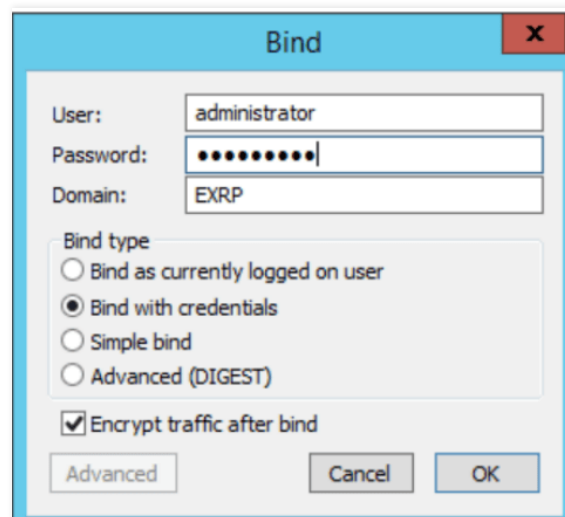 Bind
x
User: administrator
Password: •••••••••
Domain: EXRP
Bind type
Bind as currently logged on user
Bind with credentials
Simple bind
Advanced (DIGEST)
Encrypt traffic after bind
Advanced Cancel OK